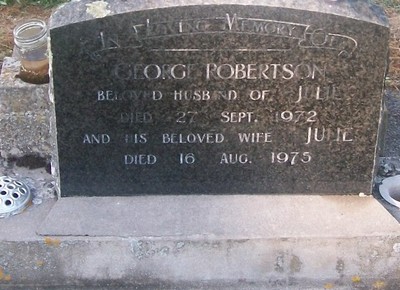 In Loving Memory Of
GEORGE ROBERTSON
BELOVED HUSBAND OF JULIE
DIED 27 SEPT. 1972
AND HIS BELOVED WIFE JULIE
DIED 16 AUG. 1975